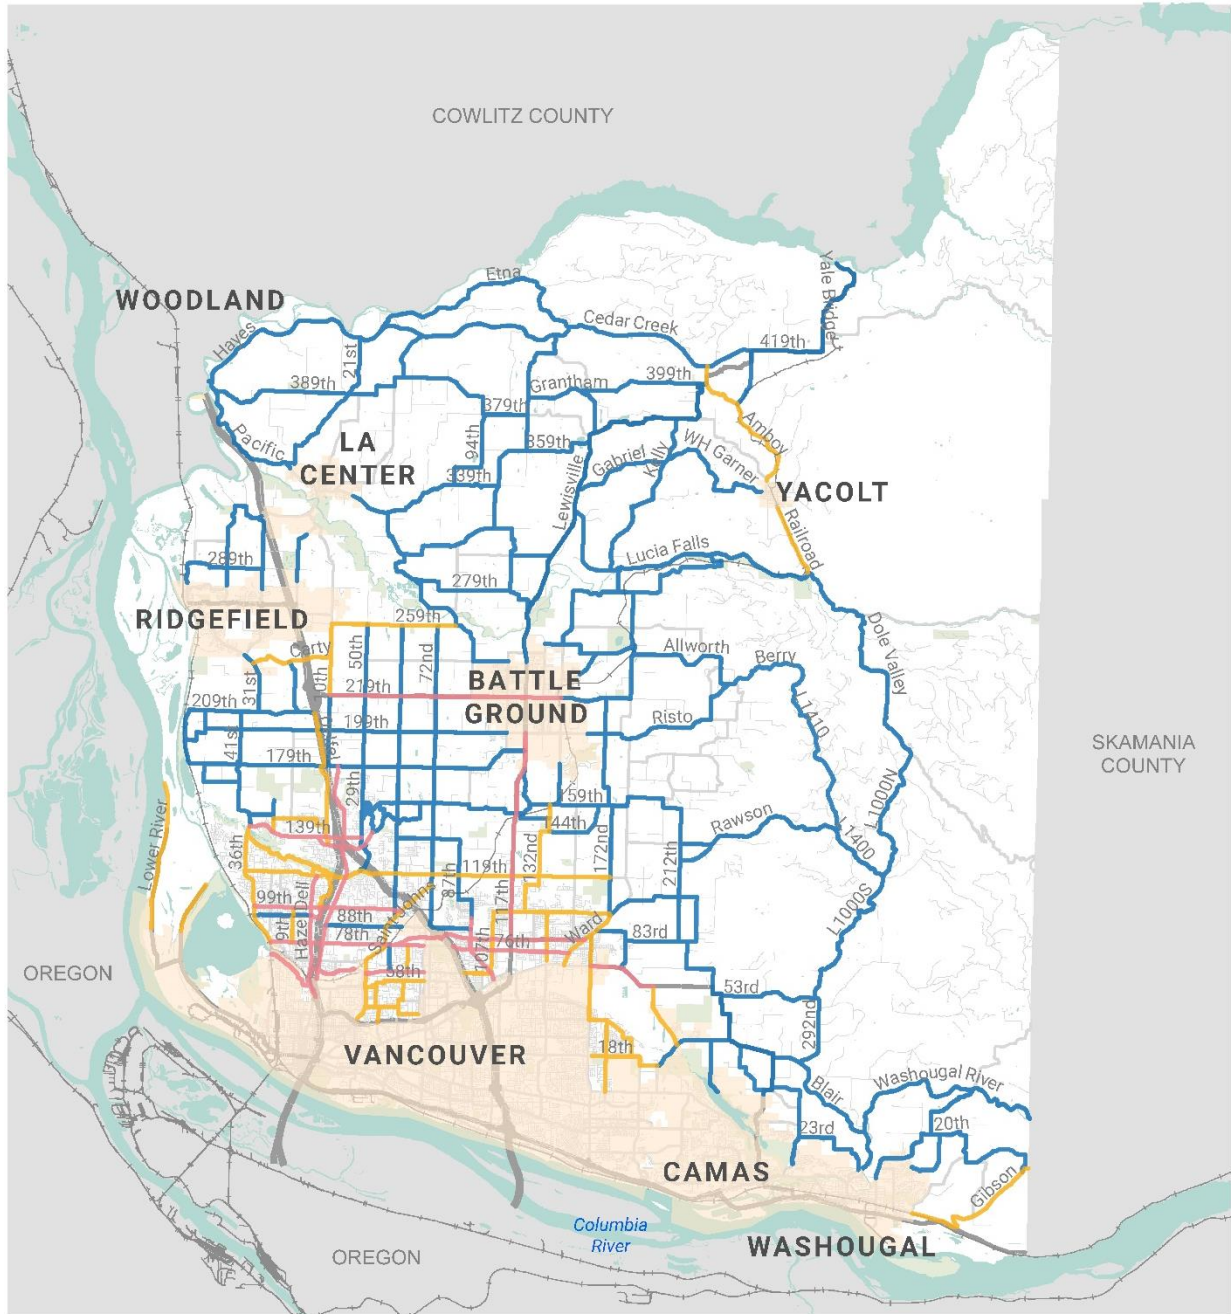 COWLITZ COUNTY
Etna
Yale Bridge
WOODLAND
Hayes
21st
Cedar Creek
419th
389th
Grantham
399th
379th
Amboy
Pacific
LA
CENTER
94th
359th
Gabriel
Kelly
WH Garner
339th
Lewisville
YACOLT
Railroad
289th
Lucia Falls
279th
RIDGEFIELD
259th
Dole Valley
Carty
50th
72nd
Allworth
Berry
31st
10th
219th
BATTLE
GROUND
209th
199th
Risto
L1410
41st
179th
SKAMANIA
COUNTY
29th
159th
L1000N
Lower River
139th
144th
Rawson
36th
132nd
172nd
L1400
119th
87th
212th
99th
Hazel Dell
88th
Saint Johns
117th
L1000S
9th
78th
76th
Ward
83rd
107th
OREGON
58th
53rd
292nd
VANCOUVER
18th
Blair
Washougal River
23rd
20th
CAMAS
Gibson
Columbia
River
WASHOUGAL
OREGON